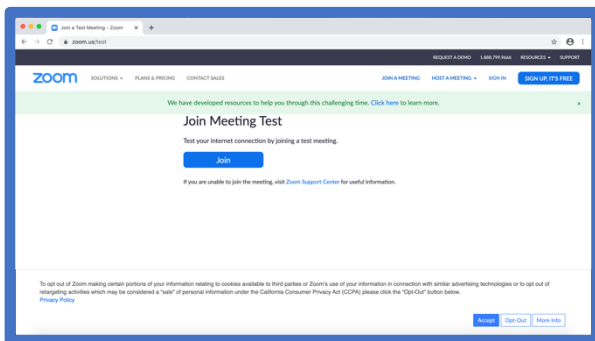 Join a Test Meeting - Zoom
zoom.us/test
REQUEST A DEMO 1.888.799.9666 RESOURCES SUPPORT
zoom SOLUTIONS PLANS & PRICING CONTACT SALES JOIN A MEETING HOST A MEETING SIGN IN SIGN UP, IT'S FREE
We have developed resources to help you through this challenging time. Click here to learn more.
Join Meeting Test
Test your internet connection by joining a test meeting.
Join
If you are unable to join the meeting, visit Zoom Support Center for useful information.
To opt out of Zoom making certain portions of your information relating to cookies available to third parties or Zoom's use of your information in connection with similar advertising technologies or to opt out of
retargeting activities which may be considered a "sale" of personal information under the California Consumer Privacy Act (CCPA) please click the "Opt-Out" button below.
Privacy Policy
Accept Opt-Out More Info